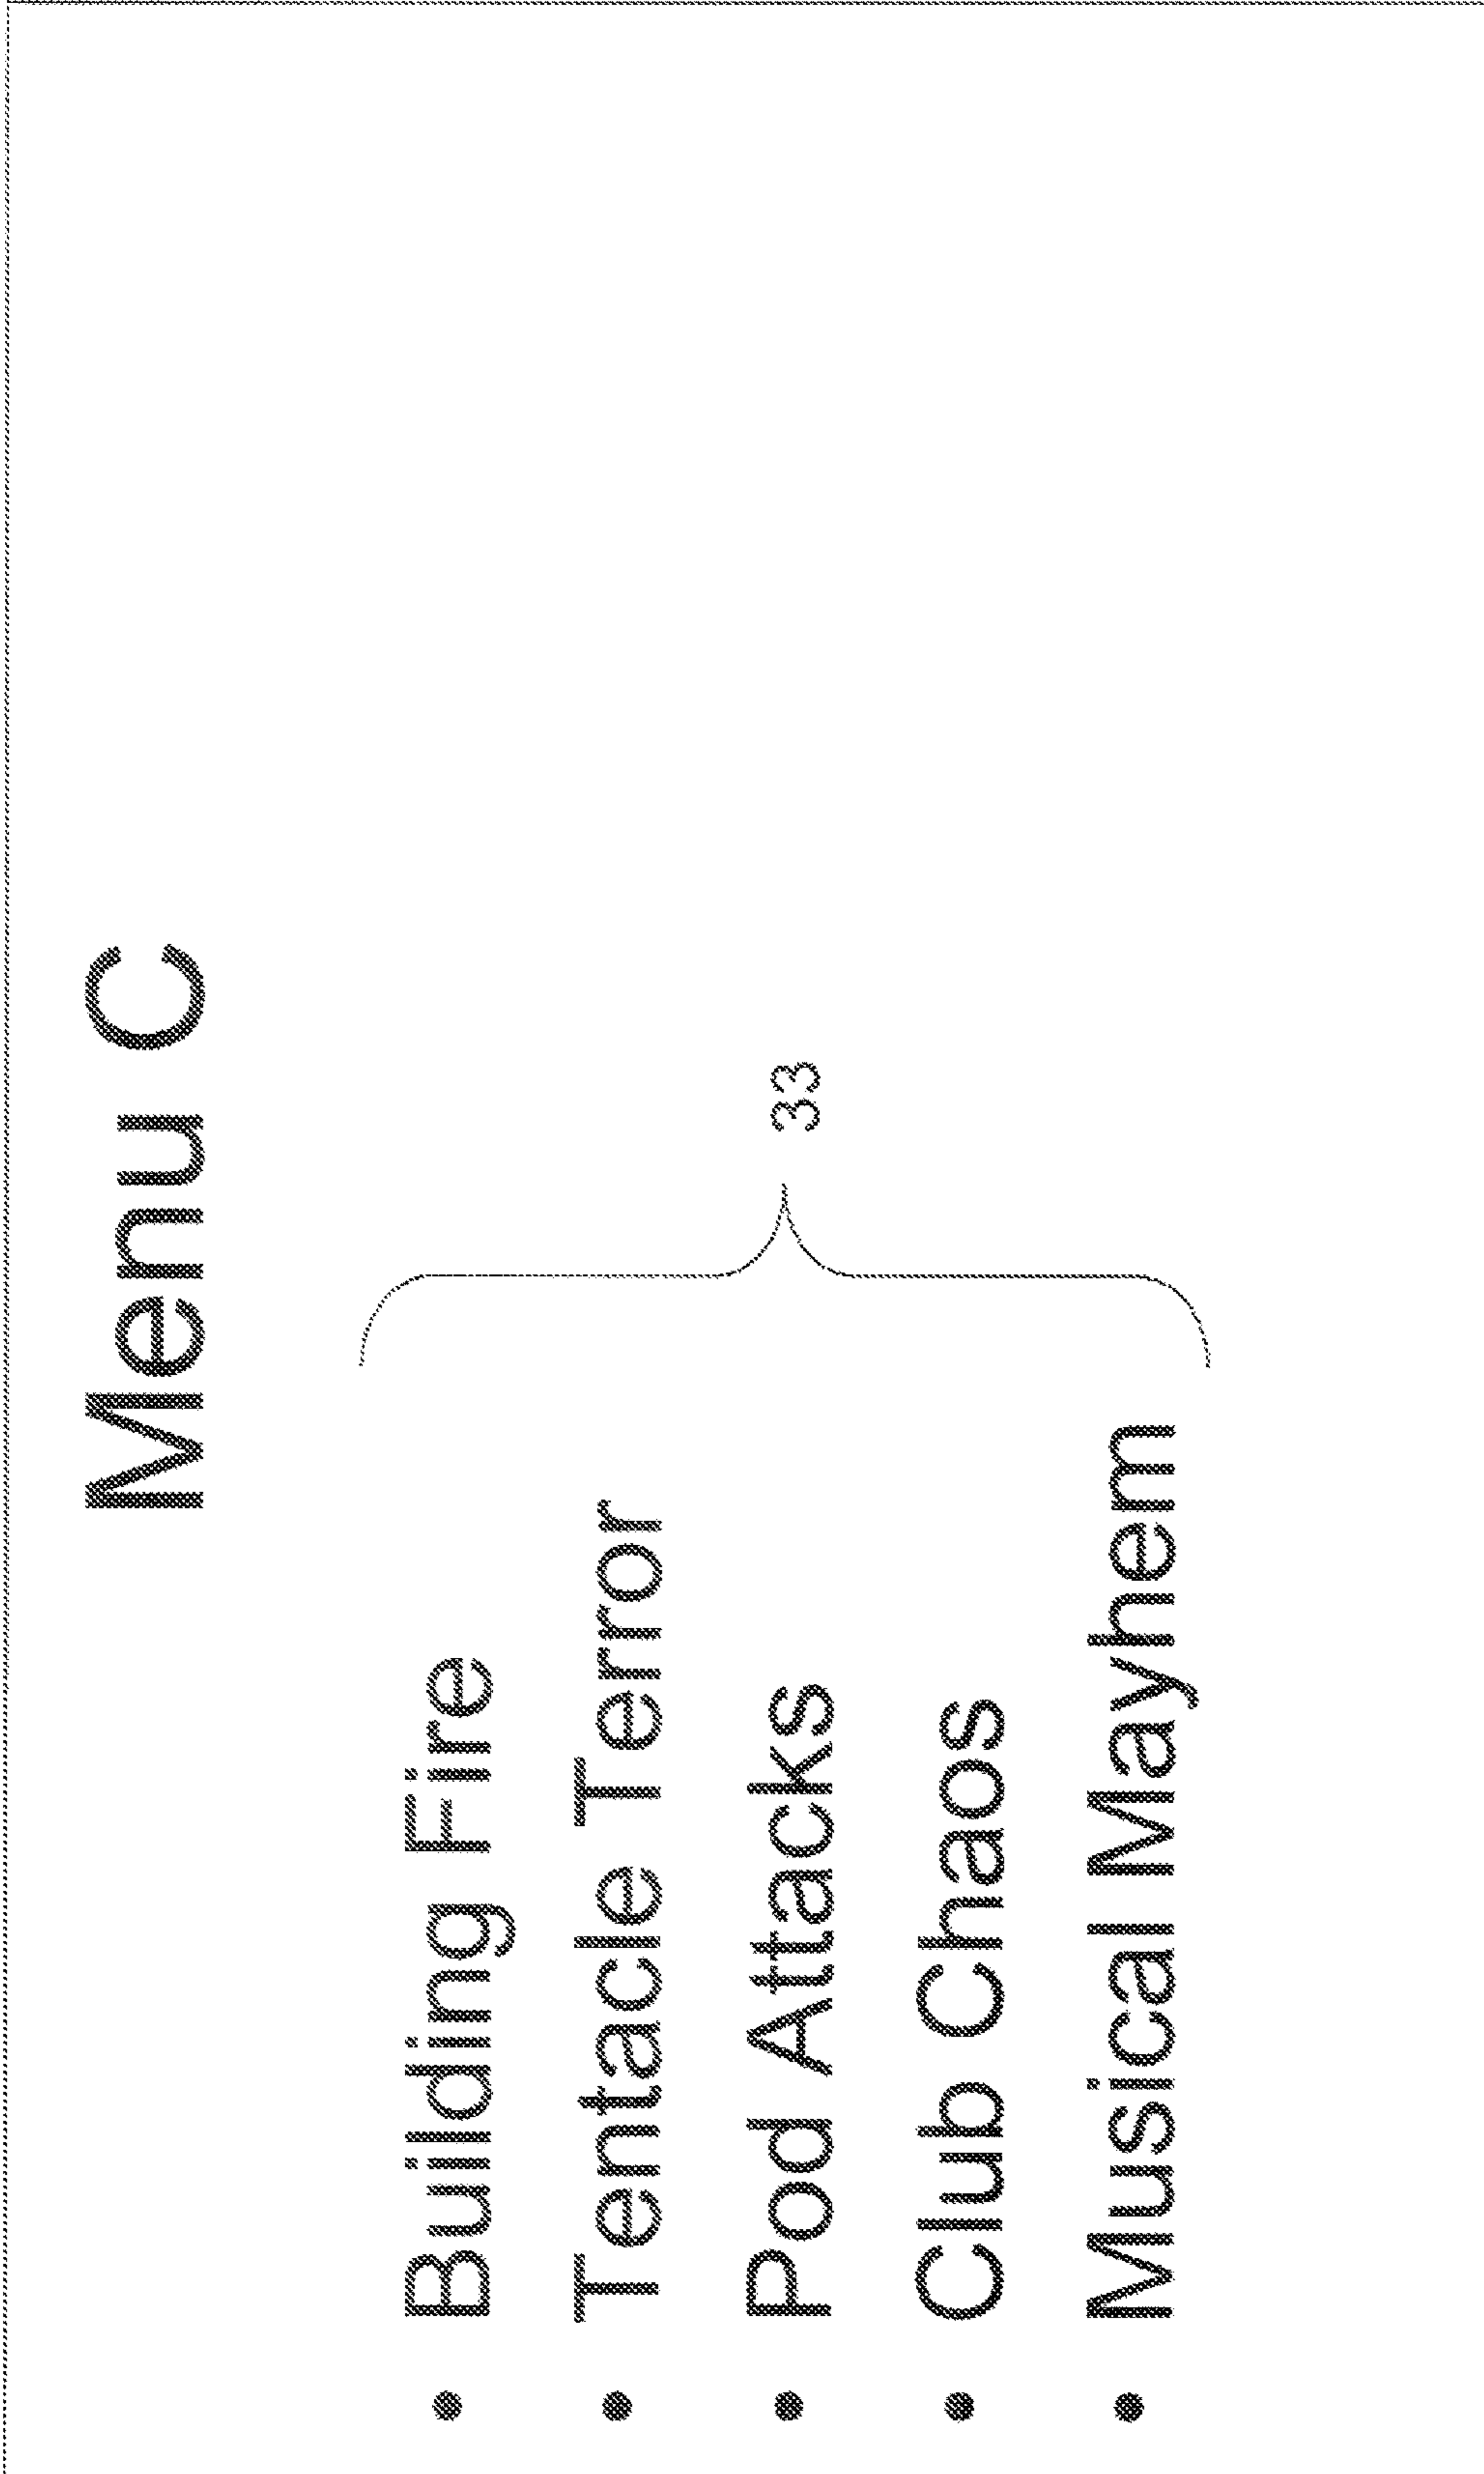 Menu C
• Building Fire
• Tentacle Terror
• Pod Attacks
• Club Chaos
• Musical Mayhem
33